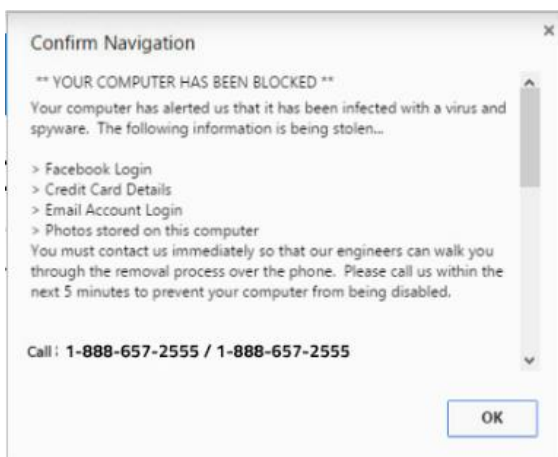 Confirm Navigation
** YOUR COMPUTER HAS BEEN BLOCKED **
Your computer has alerted us that it has been infected with a virus and
spyware. The following information is being stolen...
> Facebook Login
> Credit Card Details
> Email Account Login
> Photos stored on this computer
You must contact us immediately so that our engineers can walk you
through the removal process over the phone. Please call us within the
next 5 minutes to prevent your computer from being disabled.
Call: 1-888-657-2555 / 1-888-657-2555
OK